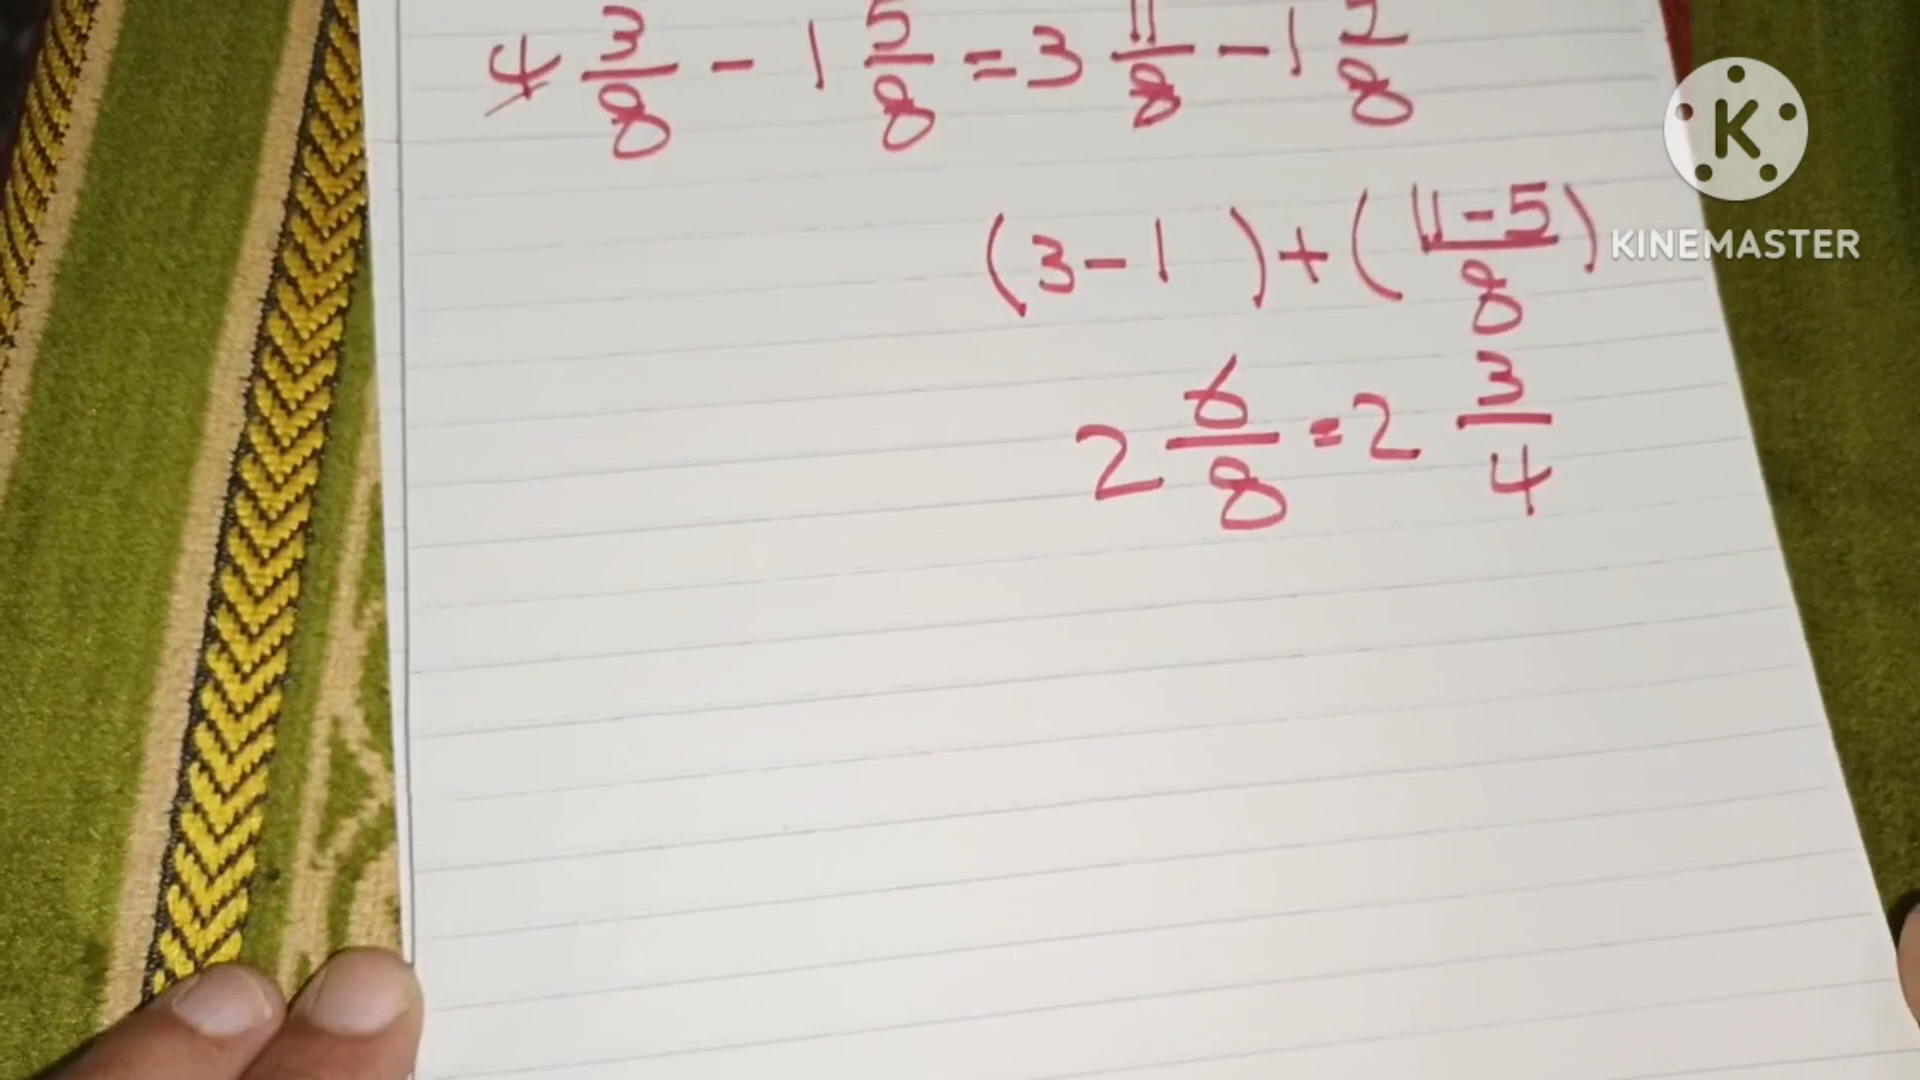 4 3/8 - 1 5/8 = 3 11/8 - 1 5/8
(3-1) + (11-5/8)
2 6/8 = 2 3/4
K
KINEMASTER